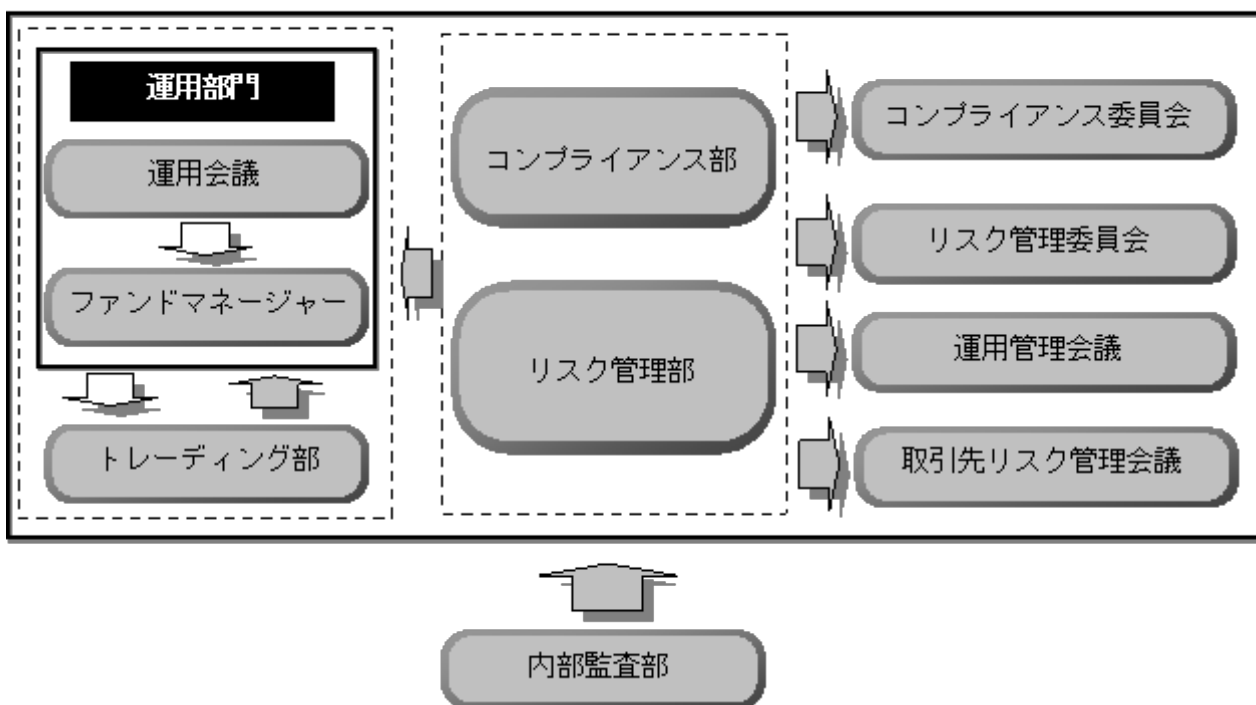 運用部門
運用会議
ファンドマネージャー
トレーディング部
コンプライアンス部
リスク管理部
コンプライアンス委員会
リスク管理委員会
運用管理会議
取引先リスク管理会議
内部監査部